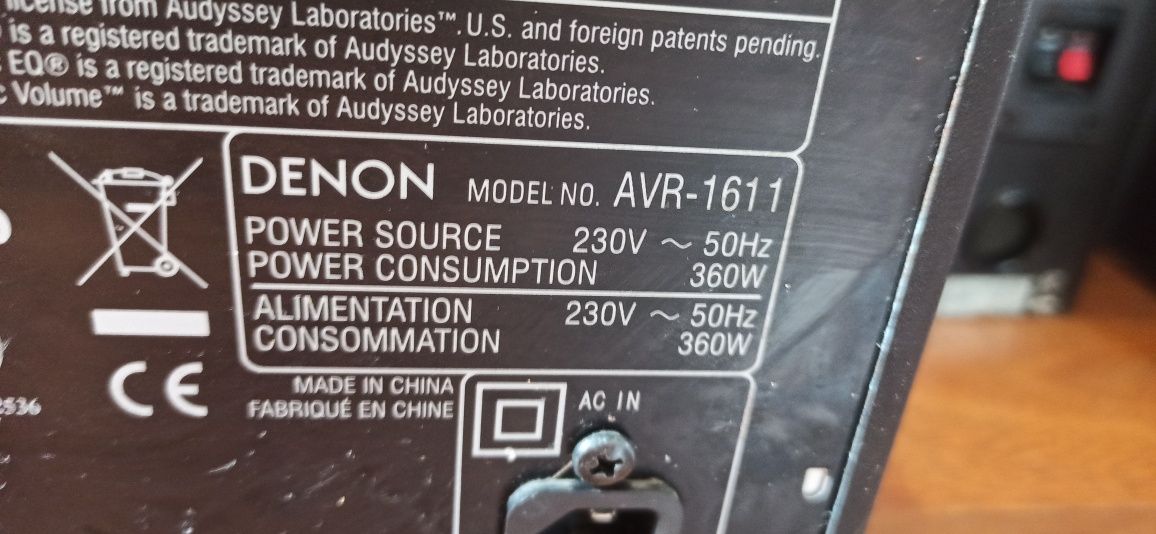 license from Audyssey Laboratories™.U.S. and foreign patents pending.
is a registered trademark of Audyssey Laboratories.
EQ® is a registered trademark of Audyssey Laboratories.
Volume™ is a trademark of Audyssey Laboratories.
DENON MODEL NO. AVR-1611
POWER SOURCE 230V ~ 50Hz
POWER CONSUMPTION 360W
ALIMENTATION 230V ~ 50Hz
CONSOMMATION 360W
CE
MADE IN CHINA
FABRIQUÉ EN CHINE
2536
AC IN